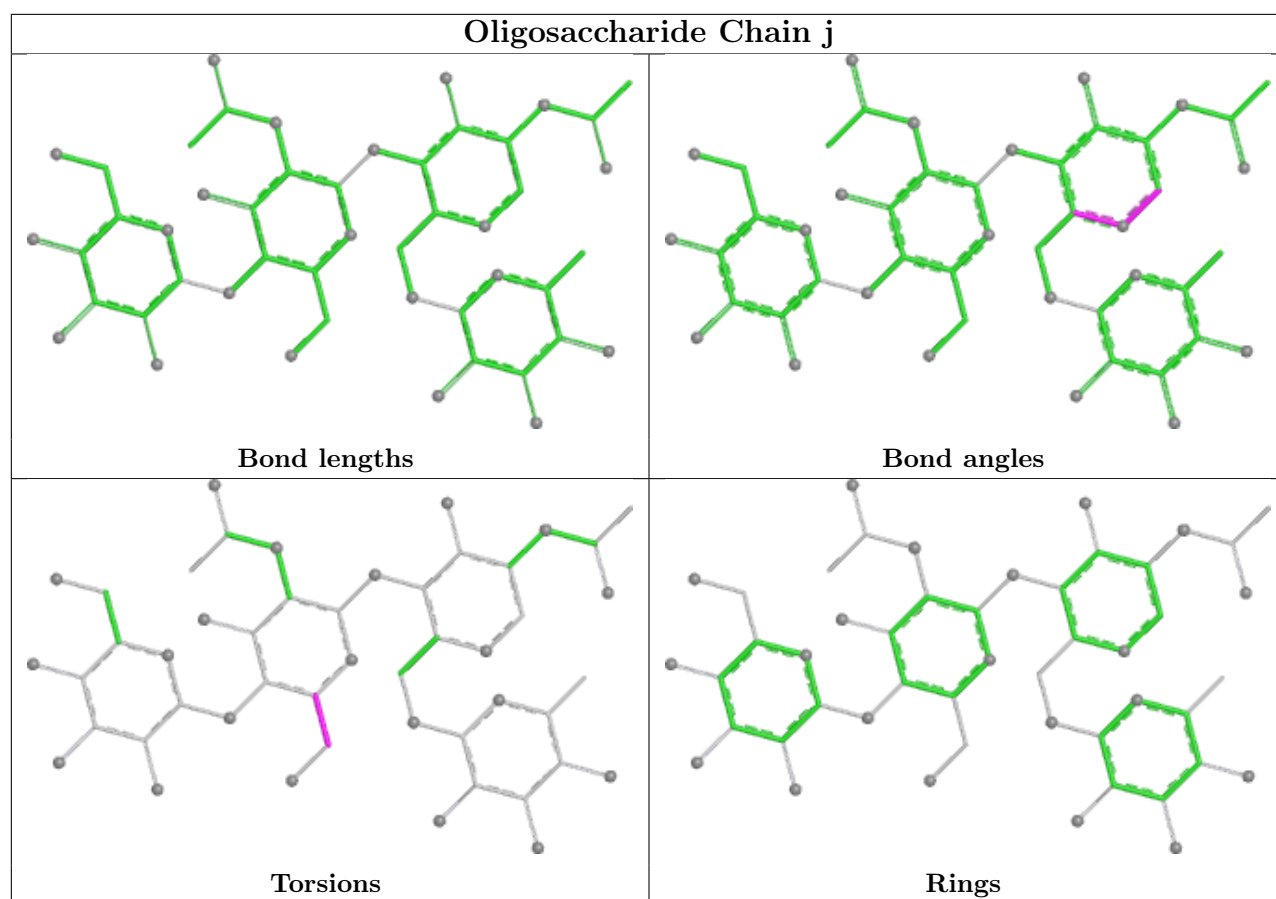 Oligosaccharide Chain j
Bond lengths
Bond angles
Torsions
Rings